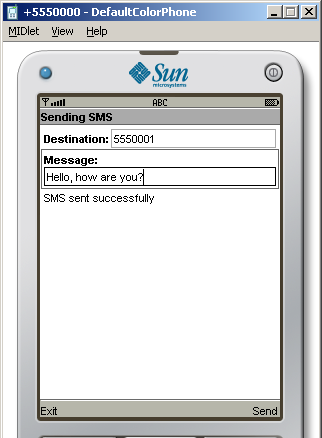 +5550000 - DefaultColorPhone
MIDlet View Help
Sun
microsystems
ABC
Sending SMS
Destination: 5550001
Message:
Hello, how are you?
SMS sent successfully
Exit Send